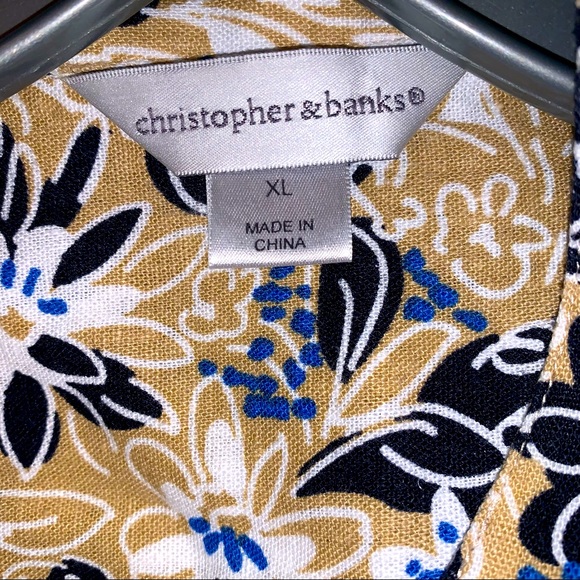 christopher & banks®
XL
MADE IN
CHINA